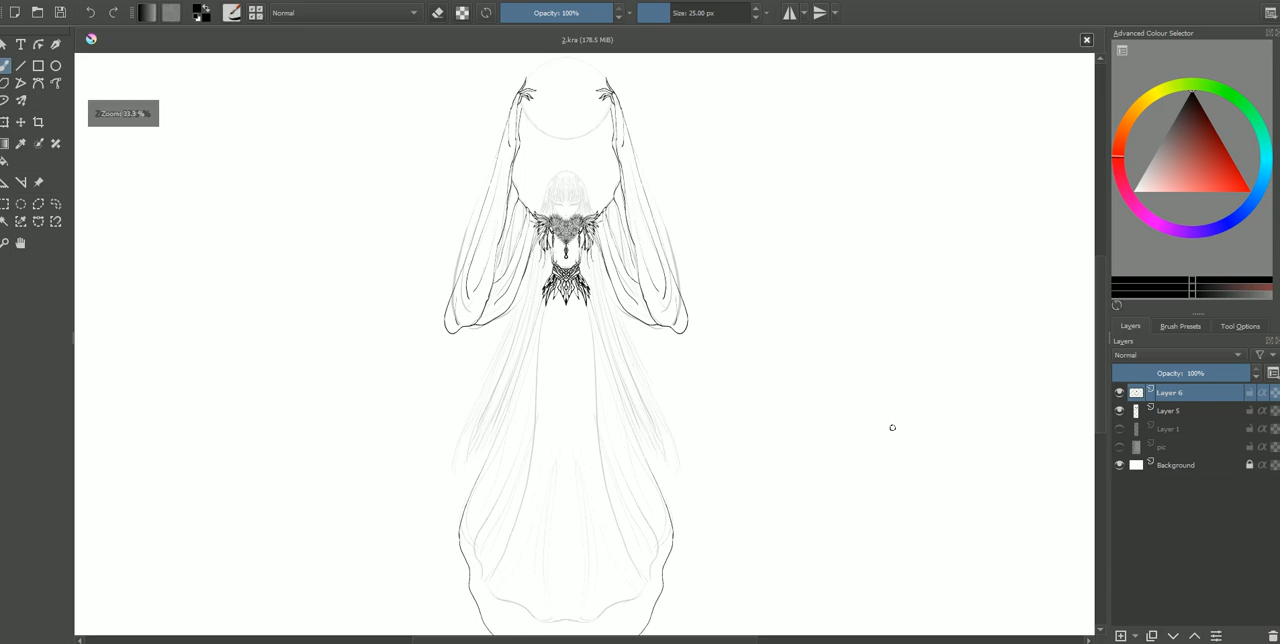 Normal
Opacity: 100%
Size: 25.00 px
2.kra (178.5 MiB)
Advanced Colour Selector
Zoom: 33.3 %
Layers
Brush Presets
Tool Options
Layers
Normal
Opacity: 100%
Layer 6
Layer 5
Layer 1
pic
Background